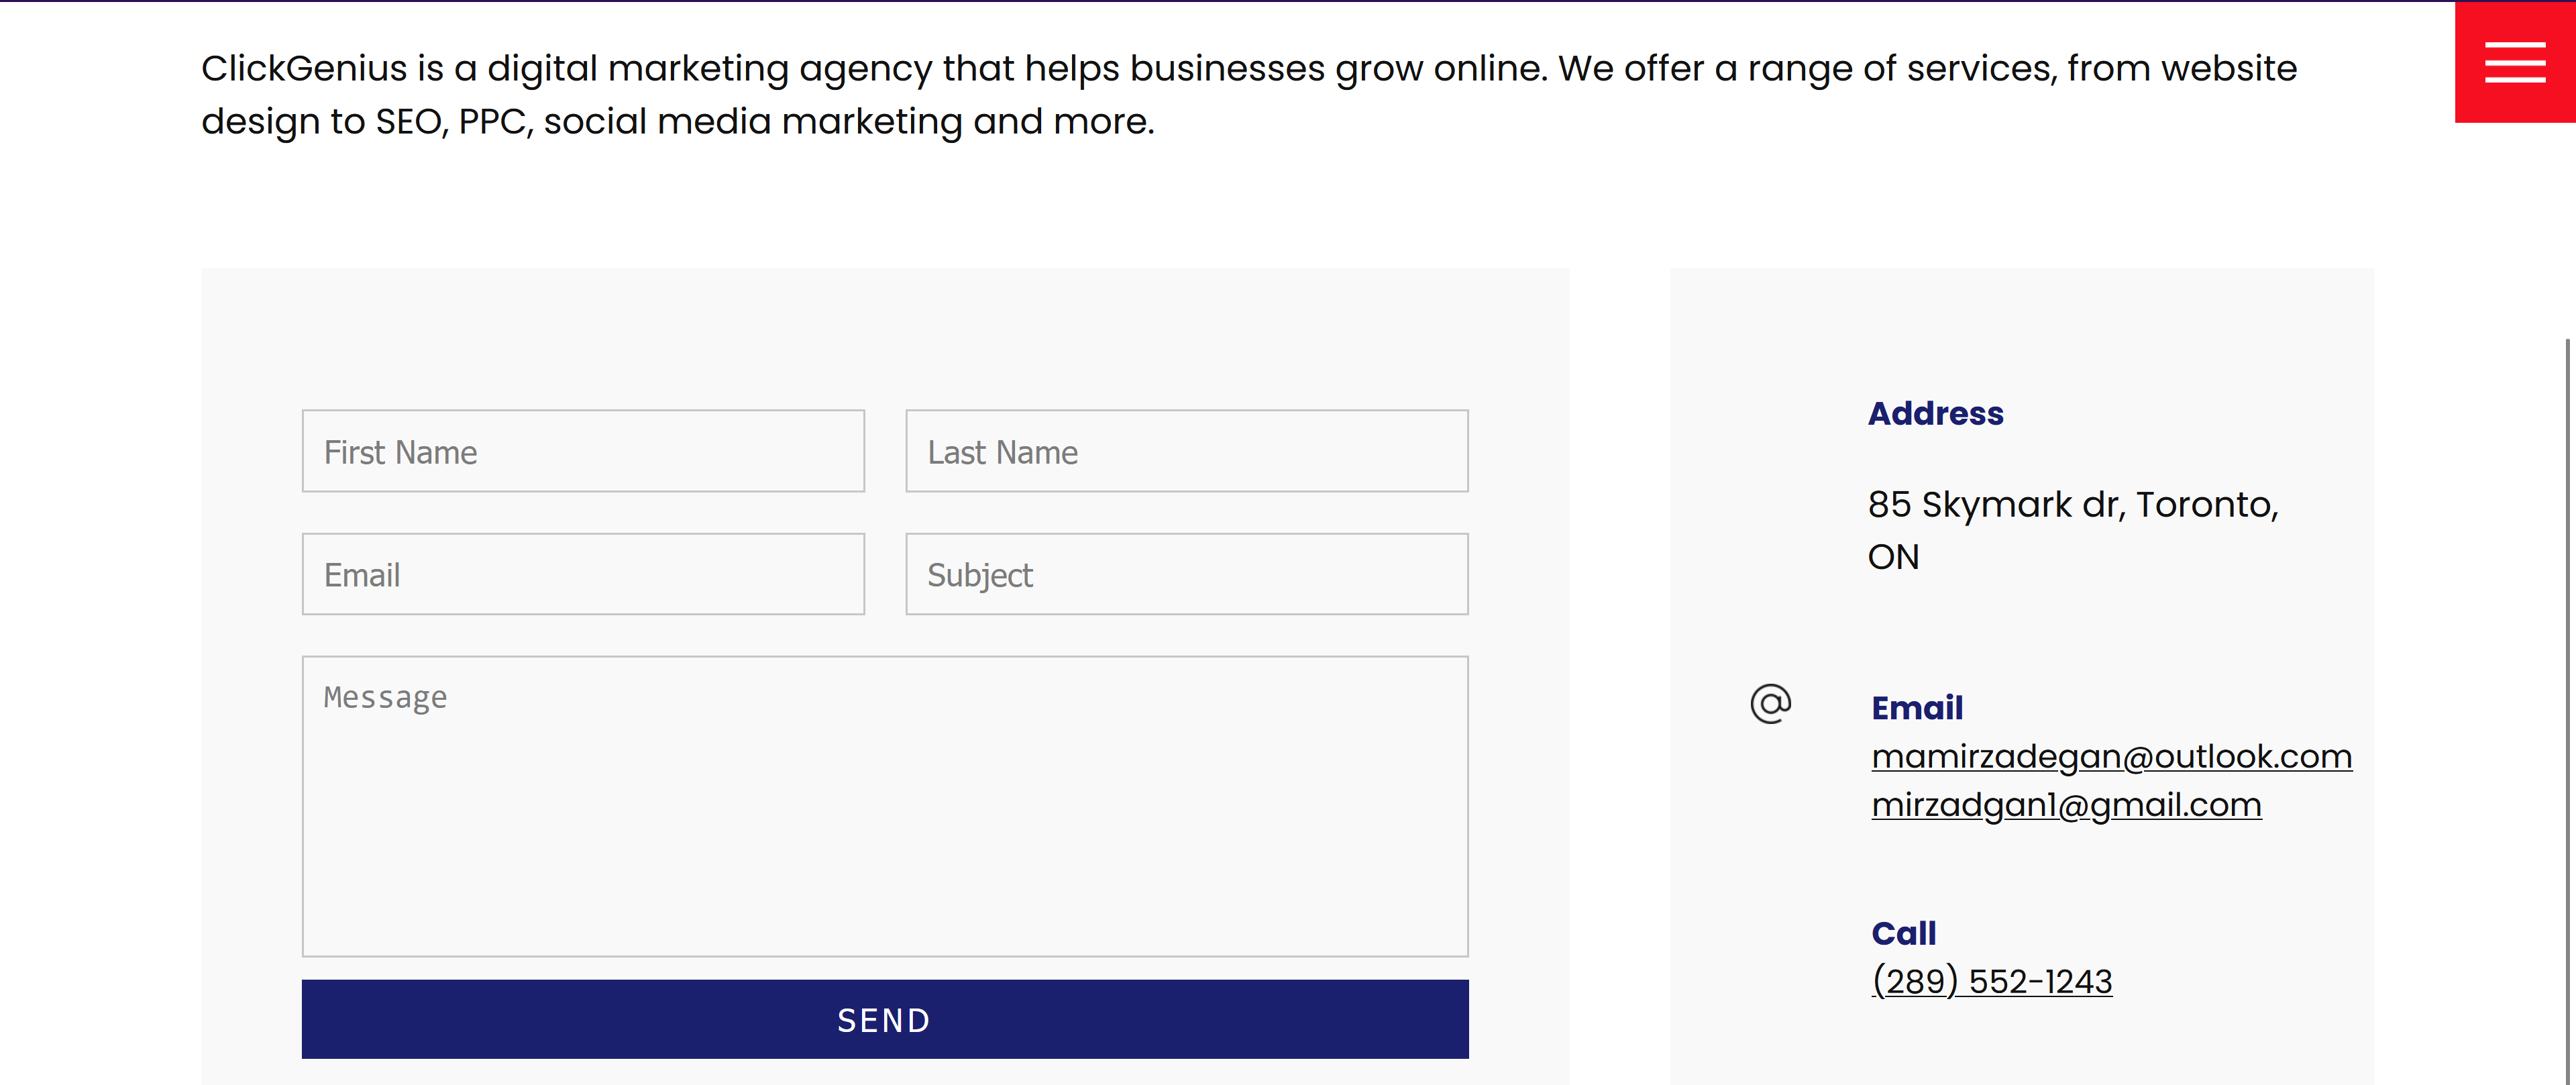 ClickGenius is a digital marketing agency that helps businesses grow online. We offer a range of services, from website
design to SEO, PPC, social media marketing and more.
First Name
Last Name
Email
Subject
Message
SEND
Address
85 Skymark dr, Toronto,
ON
Email
mamirzadegan@outlook.com
mirzadgan1@gmail.com
Call
(289) 552-1243